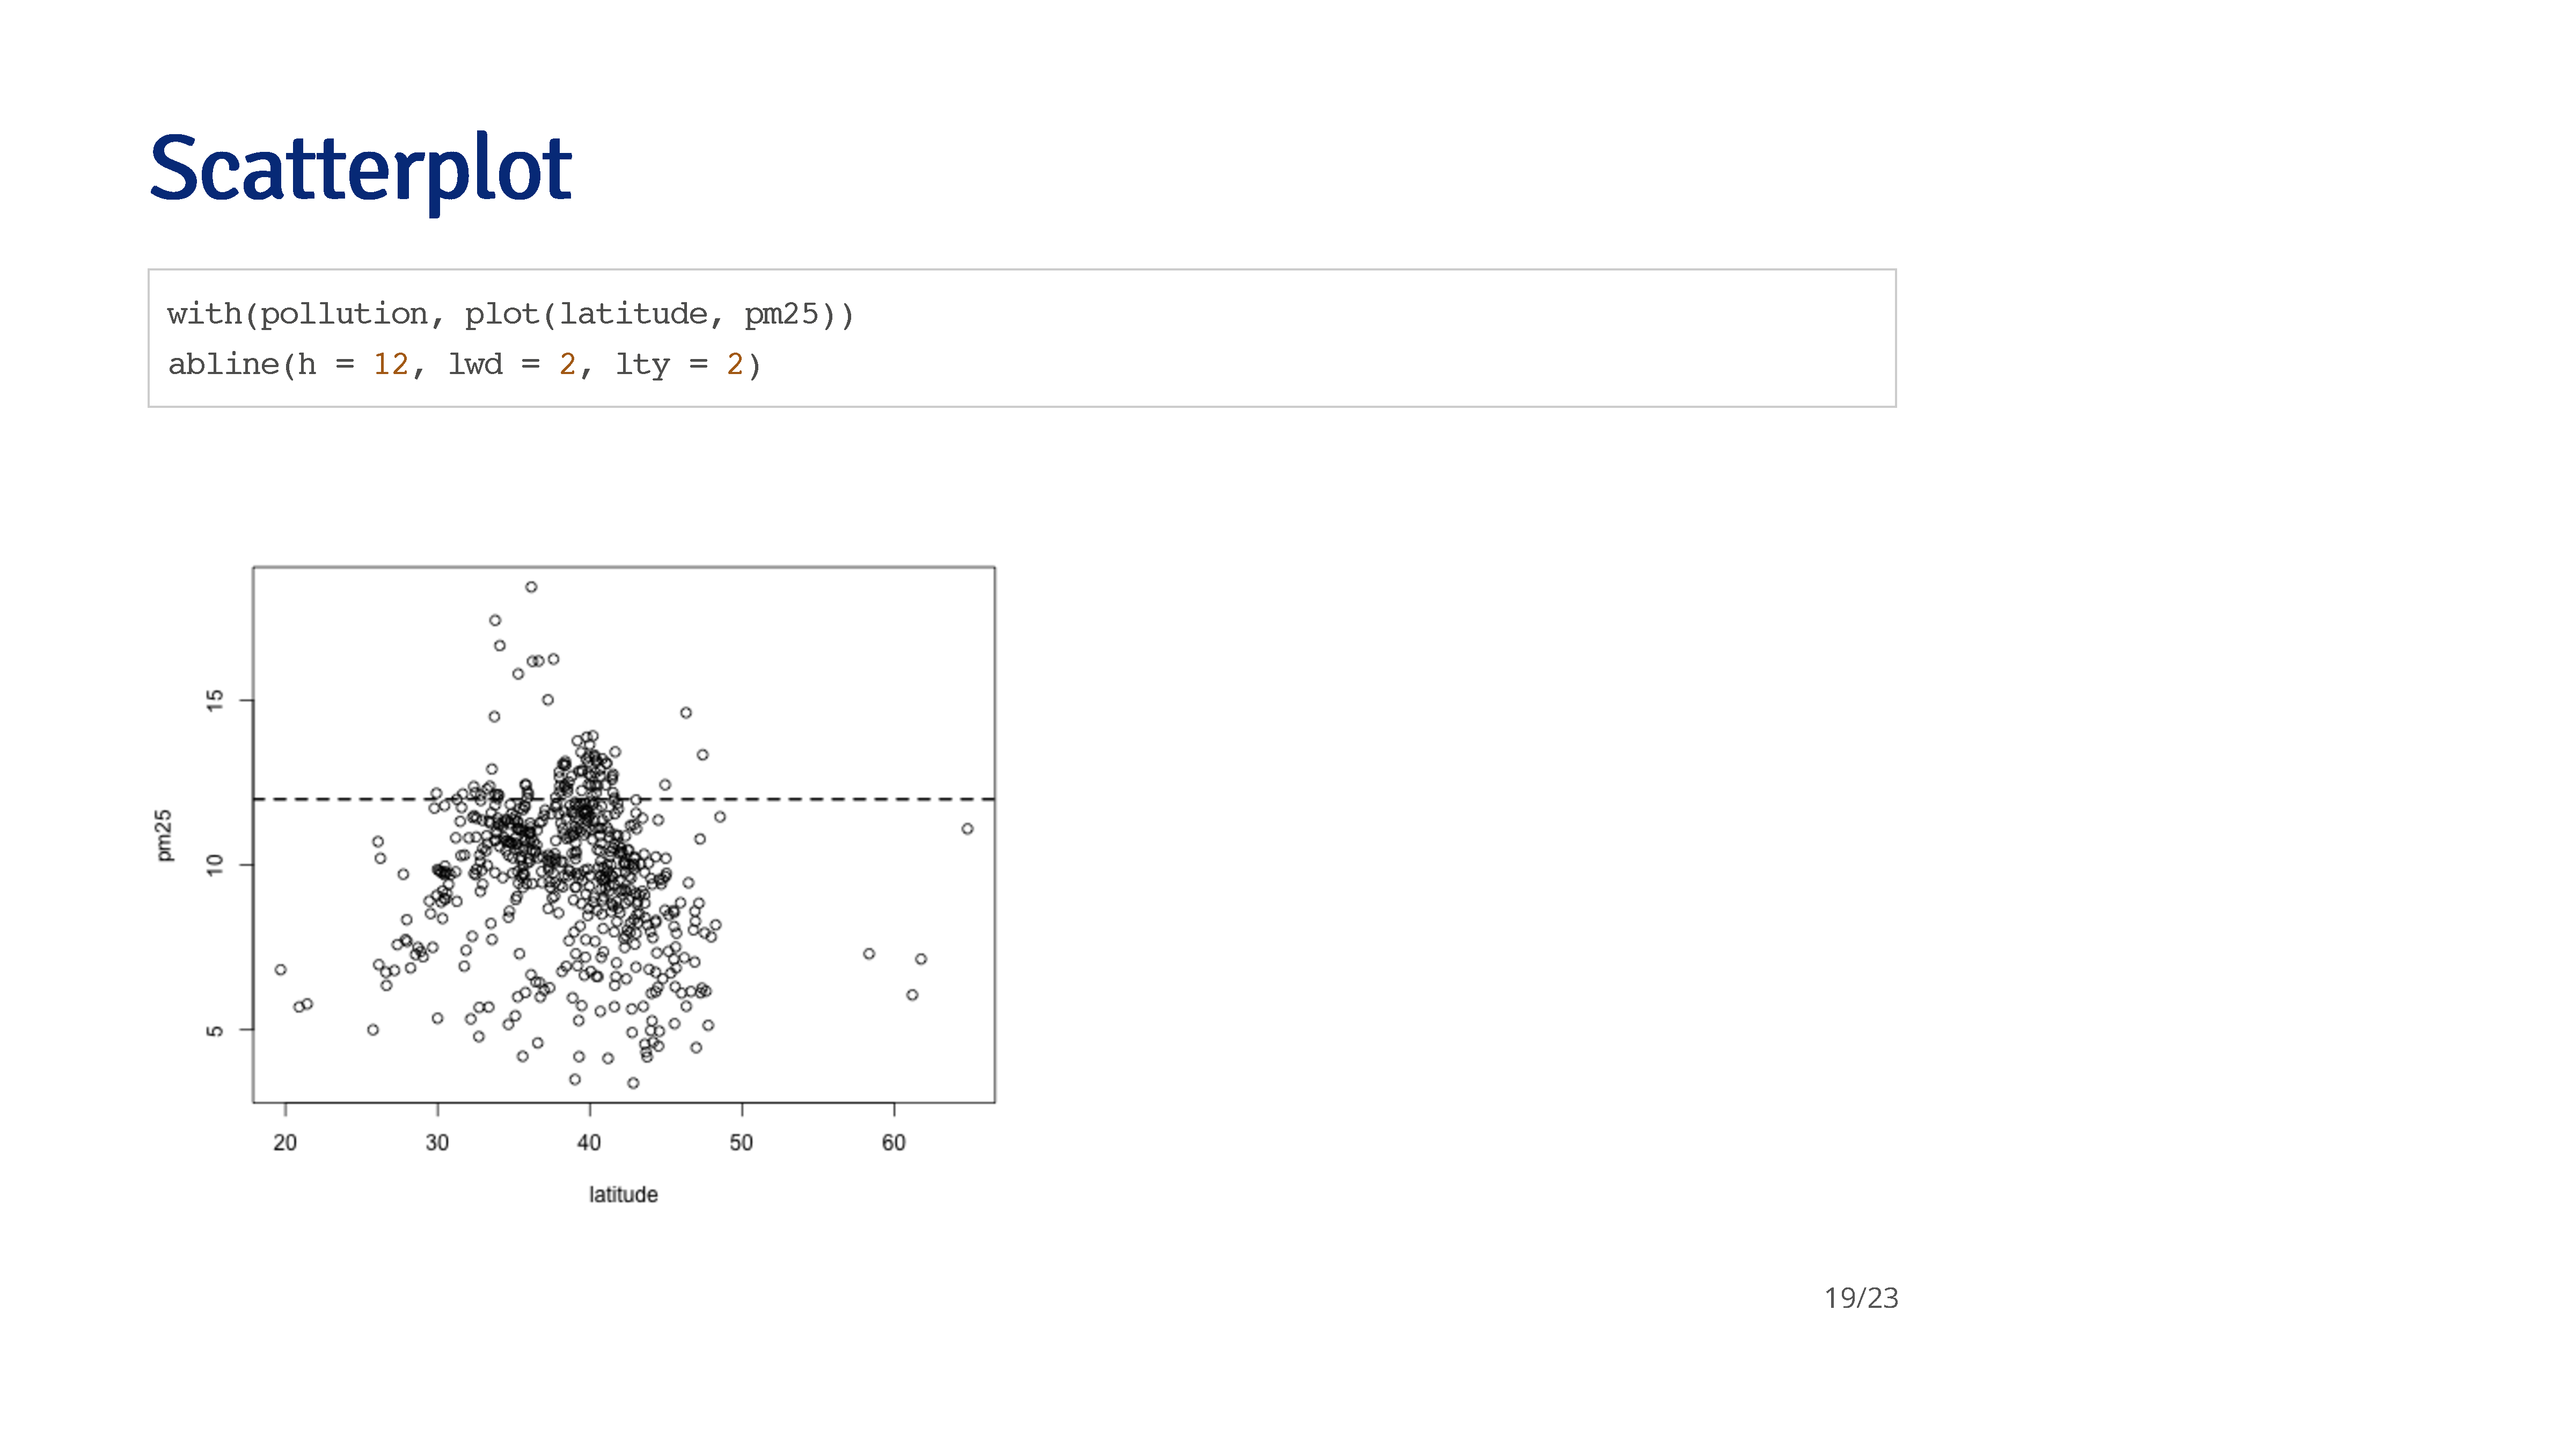 Scatterplot
with(pollution, plot(latitude, pm25))
abline(h = 12, lwd = 2, lty = 2)
15
10
5
pm25
20 30 40 50 60
latitude
19/23